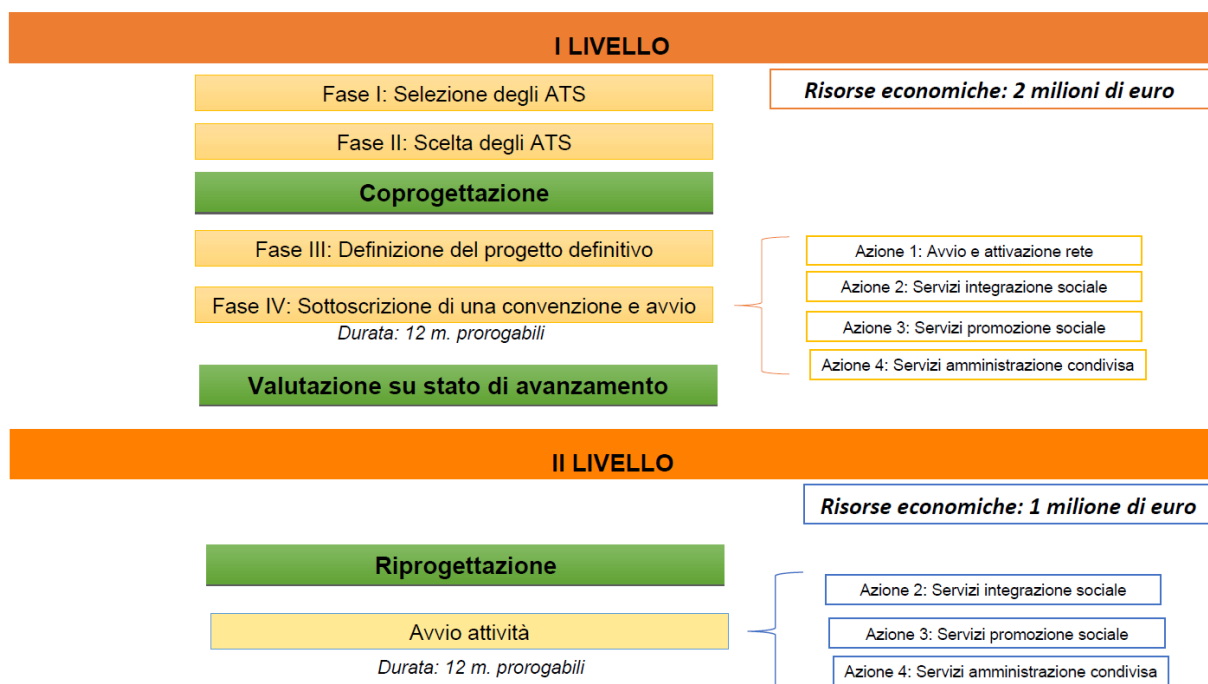 I LIVELLO
Fase I: Selezione degli ATS
Risorse economiche: 2 milioni di euro
Fase II: Scelta degli ATS
Coprogettazione
Fase III: Definizione del progetto definitivo
Azione 1: Avvio e attivazione rete
Azione 2: Servizi integrazione sociale
Fase IV: Sottoscrizione di una convenzione e avvio
Durata: 12 m. prorogabili
Azione 3: Servizi promozione sociale
Azione 4: Servizi amministrazione condivisa
Valutazione su stato di avanzamento
II LIVELLO
Risorse economiche: 1 milione di euro
Riprogettazione
Azione 2: Servizi integrazione sociale
Avvio attività
Azione 3: Servizi promozione sociale
Durata: 12 m. prorogabili
Azione 4: Servizi amministrazione condivisa